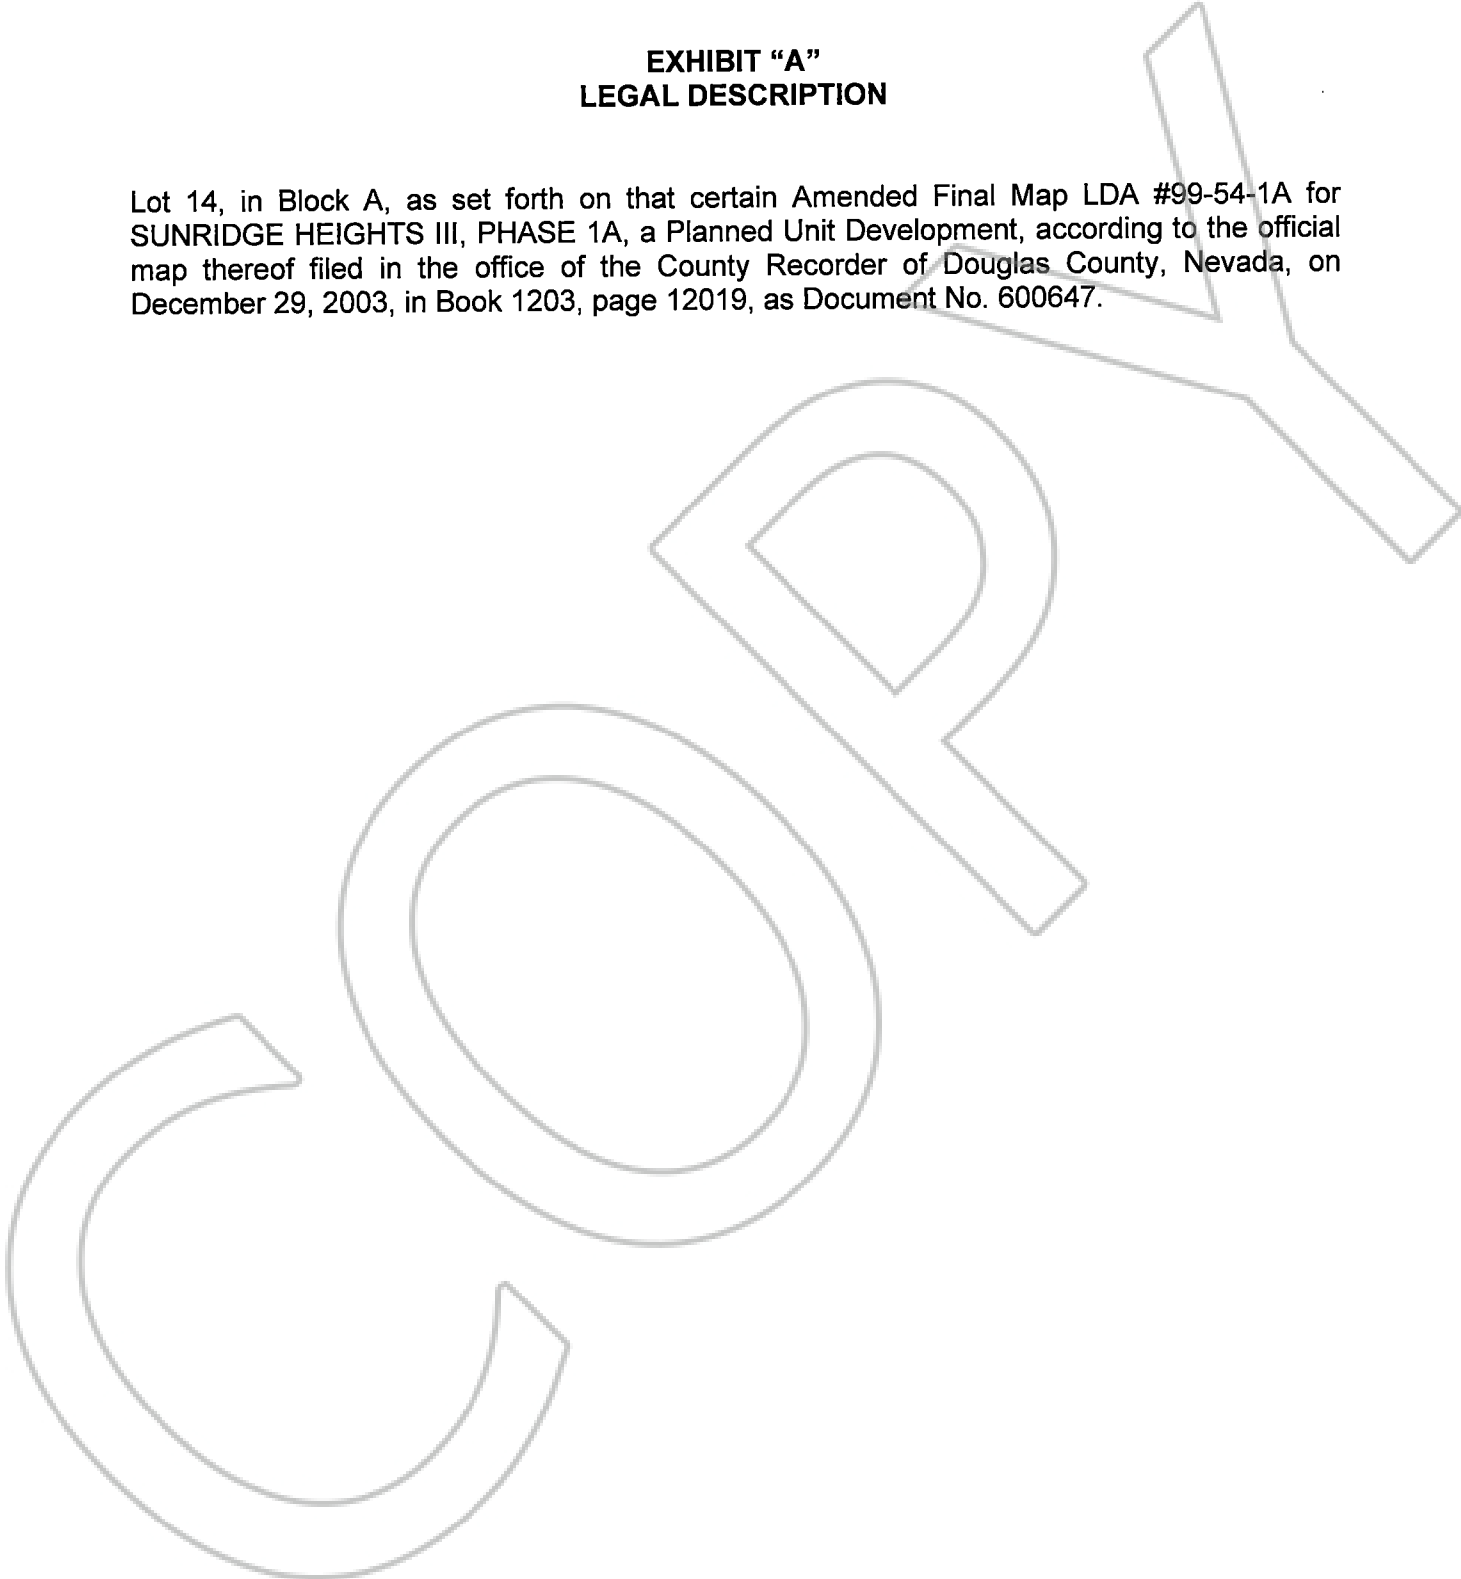 EXHIBIT “A”
LEGAL DESCRIPTION
Lot 14, in Block A, as set forth on that certain Amended Final Map LDA #99-54-1A for
SUNRIDGE HEIGHTS III, PHASE 1A, a Planned Unit Development, according to the official
map thereof filed in the office of the County Recorder of Douglas County, Nevada, on
December 29, 2003, in Book 1203, page 12019, as Document No. 600647.
COPY